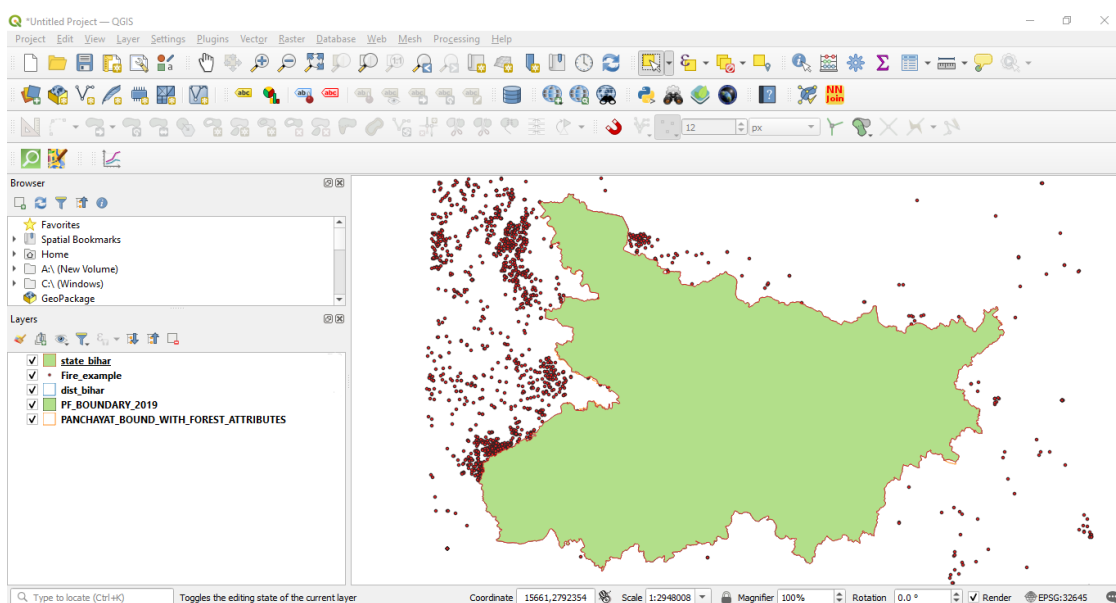 *Untitled Project — QGIS
Project Edit View Layer Settings Plugins Vector Raster Database Web Mesh Processing Help
abc abc abc
NN
Join
12 px
Browser
Favorites
Spatial Bookmarks
Home
A:\ (New Volume)
C:\ (Windows)
GeoPackage
Layers
state_bihar
Fire_example
dist_bihar
PF_BOUNDARY_2019
PANCHAYAT_BOUND_WITH_FOREST_ATTRIBUTES
Type to locate (Ctrl+K) Toggles the editing state of the current layer Coordinate 15661,2792354 Scale 1:2948008 Magnifier 100% Rotation 0.0 ° Render EPSG:32645